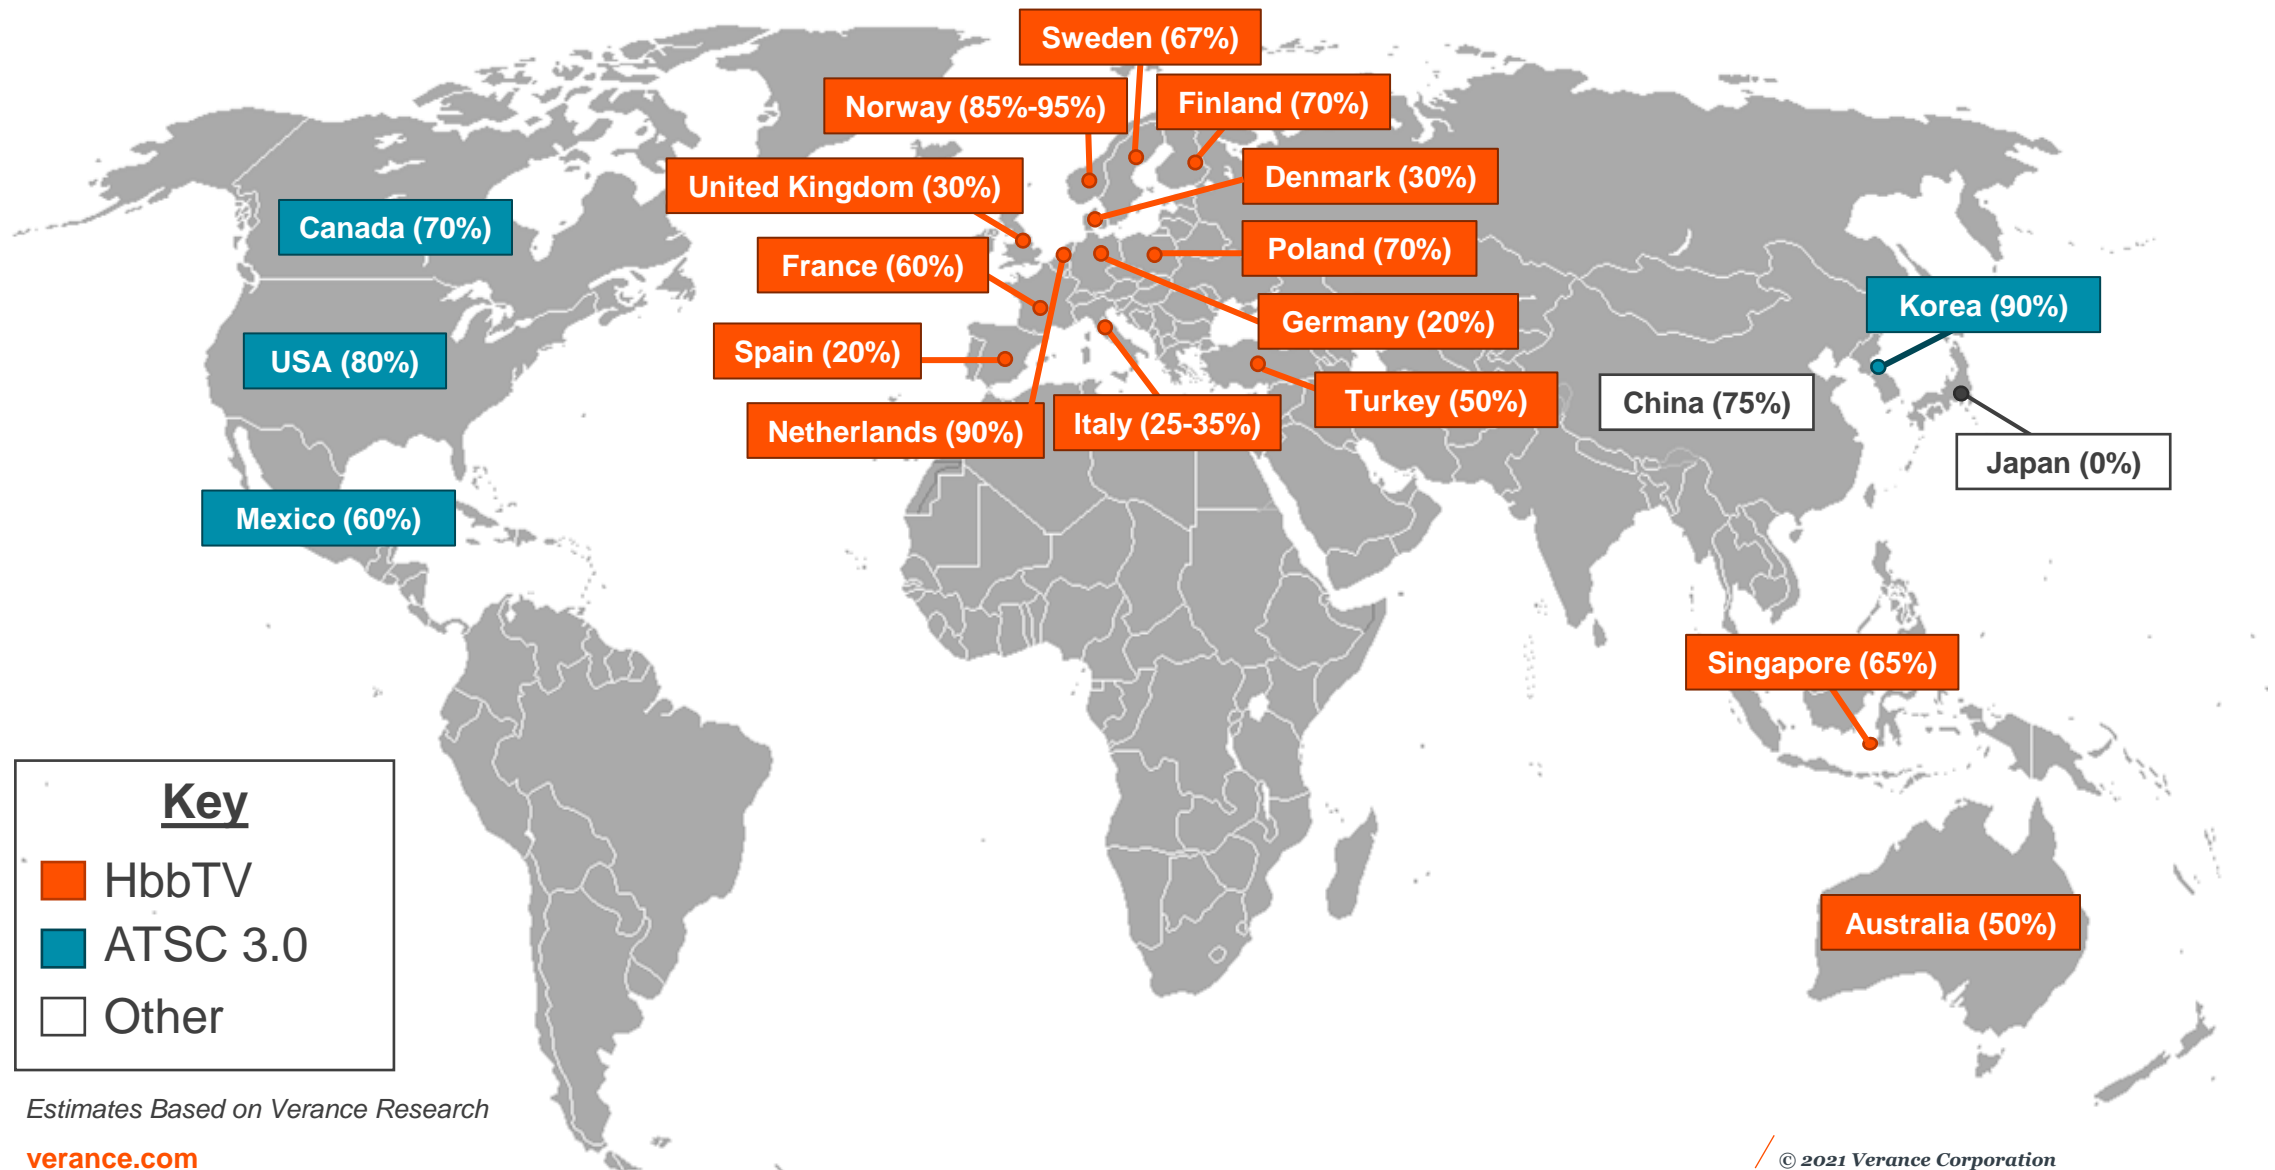 Sweden (67%)
Norway (85%-95%)
Finland (70%)
United Kingdom (30%)
Denmark (30%)
Canada (70%)
France (60%)
Poland (70%)
Korea (90%)
Germany (20%)
USA (80%)
Spain (20%)
Turkey (50%)
China (75%)
Netherlands (90%)
Italy (25-35%)
Japan (0%)
Mexico (60%)
Singapore (65%)
Australia (50%)
Key
HbbTV
ATSC 3.0
Other
Estimates Based on Verance Research
verance.com
© 2021 Verance Corporation